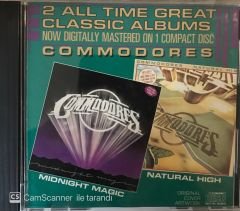 2 ALL TIME GREAT
CLASSIC ALBUMS
NOW DIGITALLY MASTERED ON 1 COMPACT DISC
COMMODORES
COMMODORES
MIDNIGHT MAGIC
NATURAL HIGH
ORIGINAL
COVER
ARTWORK
CS CamScanner ile tarandı